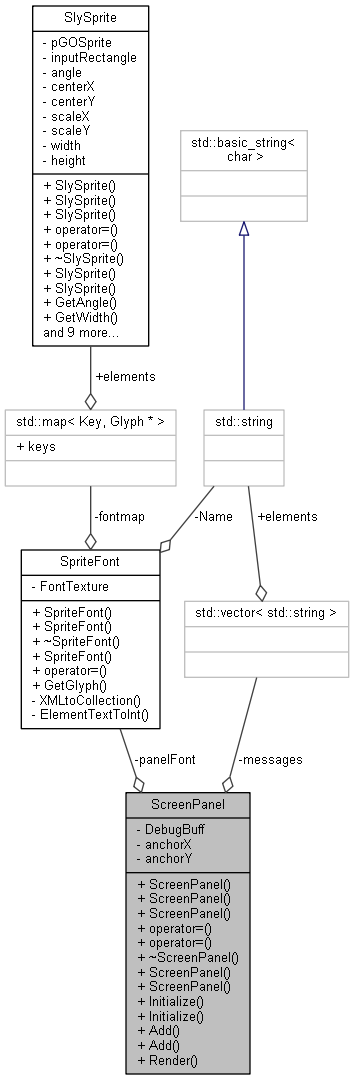 SlySprite
- pGOSprite
- inputRectangle
- angle
- centerX
- centerY
- scaleX
- scaleY
- width
- height
+ SlySprite()
+ SlySprite()
+ SlySprite()
+ operator=()
+ operator=()
+ ~SlySprite()
+ SlySprite()
+ SlySprite()
+ GetAngle()
+ GetWidth()
and 9 more...
std::basic_string<
char >
+elements
std::map< Key, Glyph * >
+ keys
std::string
-fontmap
-Name
+elements
SpriteFont
- FontTexture
+ SpriteFont()
+ SpriteFont()
+ ~SpriteFont()
+ SpriteFont()
+ operator=()
+ GetGlyph()
- XMLtoCollection()
- ElementTextToInt()
std::vector< std::string >
-panelFont
-messages
ScreenPanel
- DebugBuff
- anchorX
- anchorY
+ ScreenPanel()
+ ScreenPanel()
+ ScreenPanel()
+ operator=()
+ operator=()
+ ~ScreenPanel()
+ ScreenPanel()
+ ScreenPanel()
+ Initialize()
+ Initialize()
+ Add()
+ Add()
+ Render()